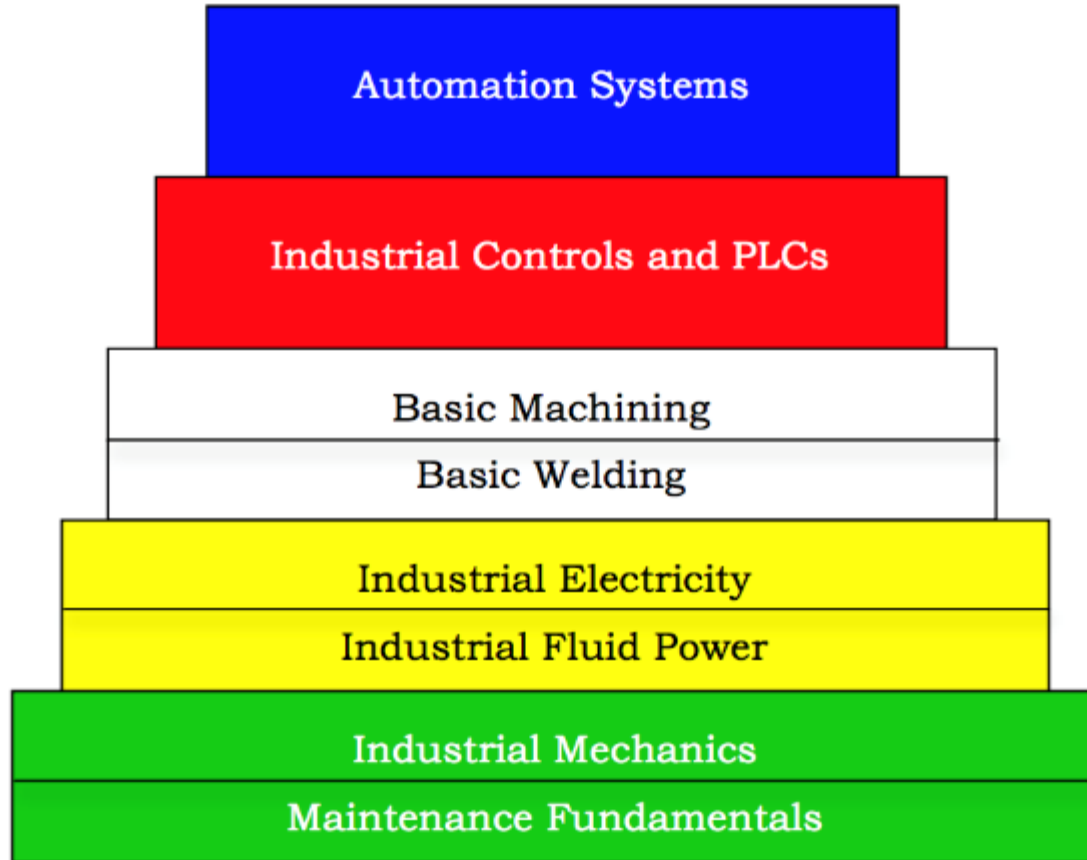 Automation Systems
Industrial Controls and PLCs
Basic Machining
Basic Welding
Industrial Electricity
Industrial Fluid Power
Industrial Mechanics
Maintenance Fundamentals